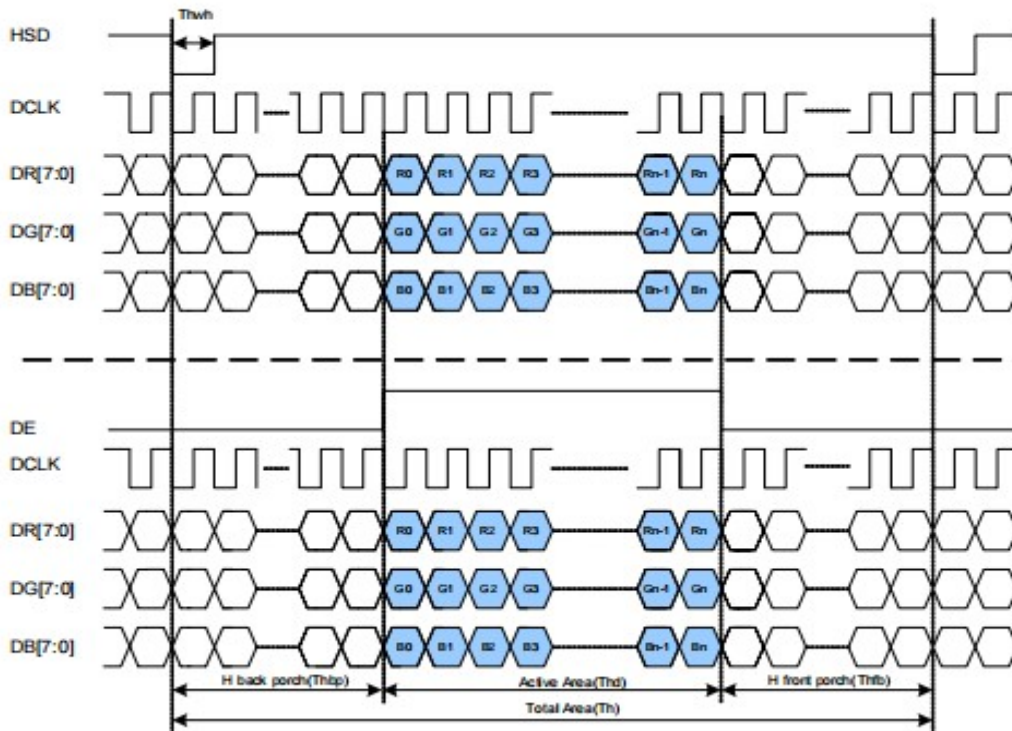 Thwh
HSD
DCLK
DR[7:0] R0 R1 R2 R3 Rn-1 Rn
DG[7:0] G0 G1 G2 G3 Gn-1 Gn
DB[7:0] B0 B1 B2 B3 Bn-1 Bn
DE
DCLK
DR[7:0] R0 R1 R2 R3 Rn-1 Rn
DG[7:0] G0 G1 G2 G3 Gn-1 Gn
DB[7:0] B0 B1 B2 B3 Bn-1 Bn
H back porch(Thbp) Active Area(Thd) H front porch(Thfb)
Total Area(Th)